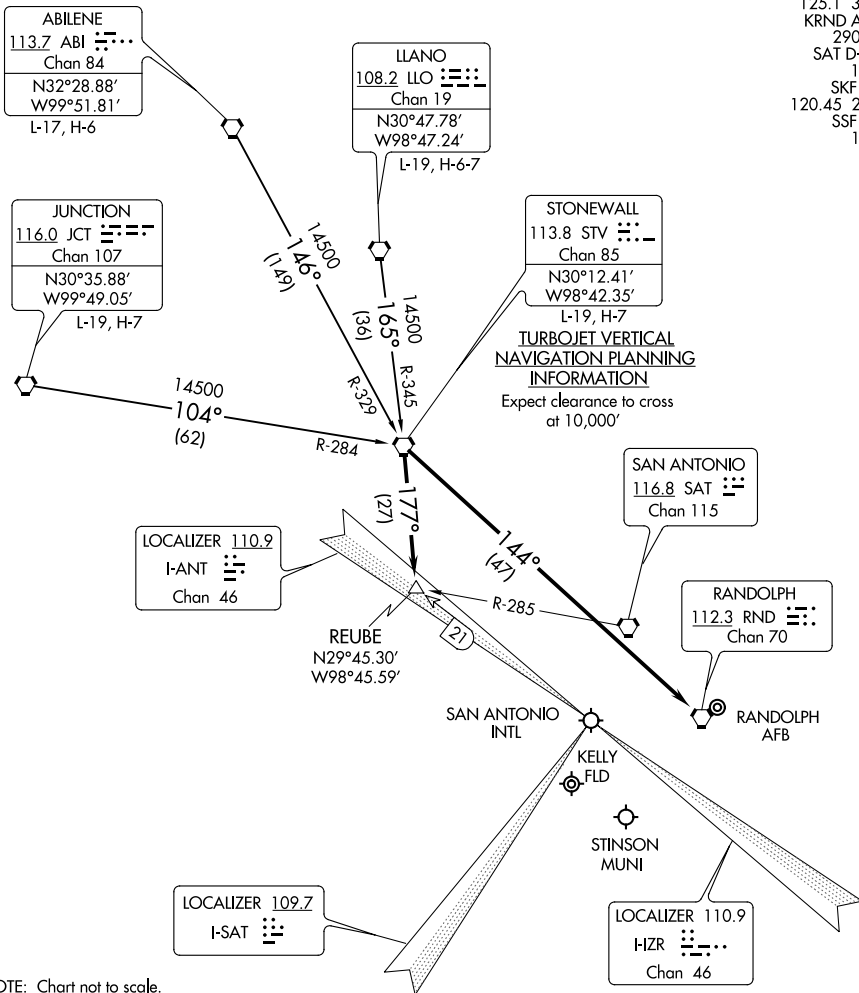 125.1 3
KRND A
290
SAT D-
1
SKF
120.45 2
SSF
1
ABILENE
113.7 ABI
Chan 84
N32°28.88′
W99°51.81′
L-17, H-6
LLANO
108.2 LLO
Chan 19
N30°47.78′
W98°47.24′
L-19, H-6-7
JUNCTION
116.0 JCT
Chan 107
N30°35.88′
W99°49.05′
L-19, H-7
STONEWALL
113.8 STV
Chan 85
N30°12.41′
W98°42.35′
L-19, H-7
14500
146°
(149)
R-329
14500
165°
(36)
R-345
TURBOJET VERTICAL
NAVIGATION PLANNING
INFORMATION
Expect clearance to cross
at 10,000′
14500
104°
(62)
R-284
177°
(27)
144°
(47)
SAN ANTONIO
116.8 SAT
Chan 115
LOCALIZER 110.9
I-ANT
Chan 46
R-285
21
REUBE
N29°45.30′
W98°45.59′
RANDOLPH
112.3 RND
Chan 70
SAN ANTONIO
INTL
RANDOLPH
AFB
KELLY
FLD
STINSON
MUNI
LOCALIZER 109.7
I-SAT
LOCALIZER 110.9
I-IZR
Chan 46
OTE: Chart not to scale.